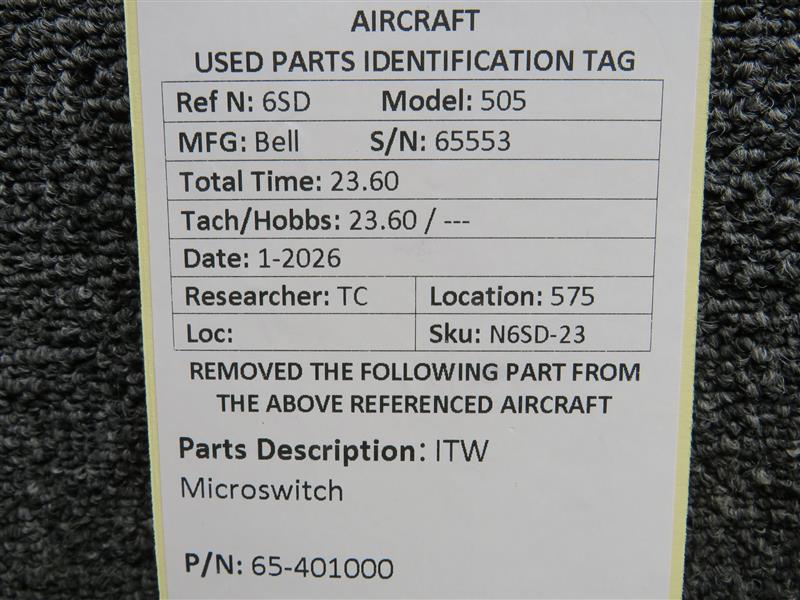 AIRCRAFT
USED PARTS IDENTIFICATION TAG
Ref N: 6SD Model: 505
MFG: Bell S/N: 65553
Total Time: 23.60
Tach/Hobbs: 23.60 / ---
Date: 1-2026
Researcher: TC Location: 575
Loc: Sku: N6SD-23
REMOVED THE FOLLOWING PART FROM
THE ABOVE REFERENCED AIRCRAFT
Parts Description: ITW
Microswitch
P/N: 65-401000